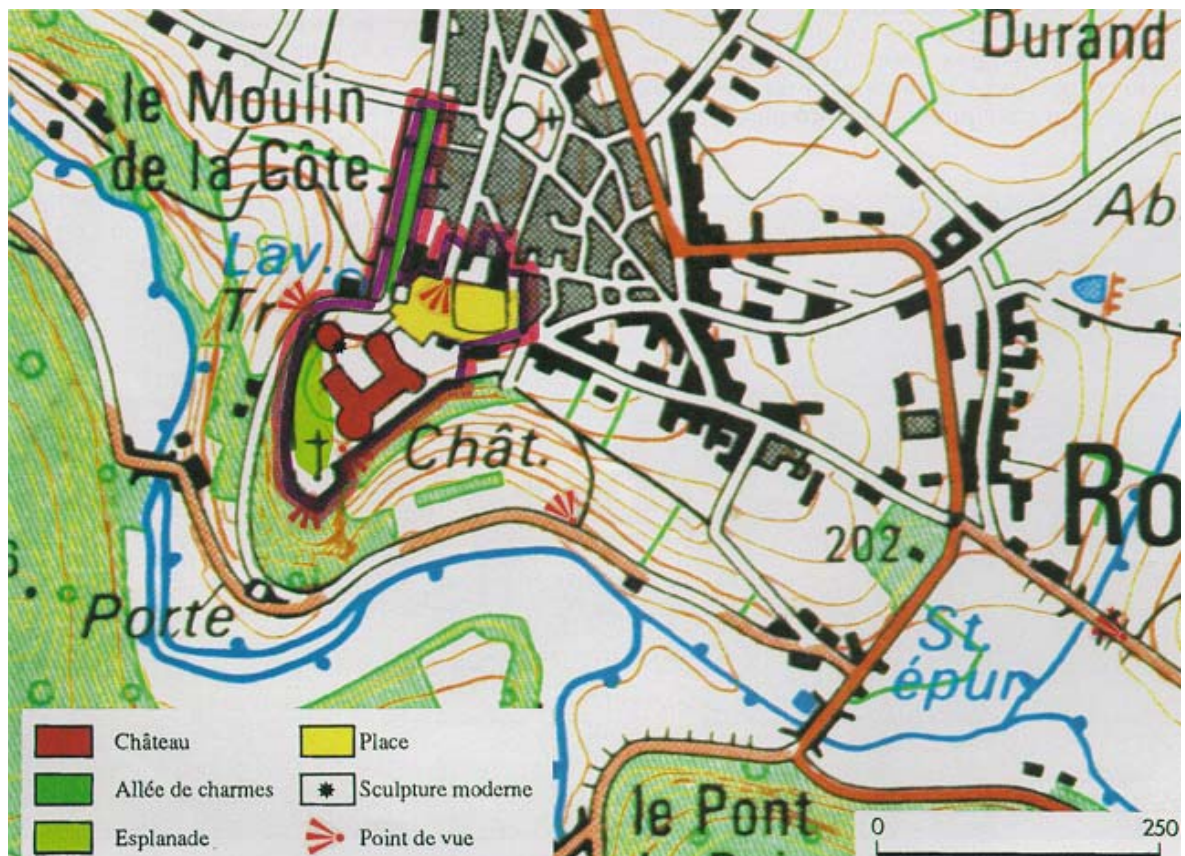 Durand
le Moulin
de la Côte
Ab
Lav.
Tr
Chât.
202
Ro
Porte
St.
épur.
Château
Place
Allée de charmes
Sculpture moderne
Esplanade
Point de vue
le Pont
0
250